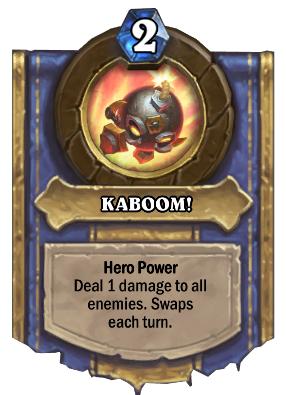 2
KABOOM!
Hero Power
Deal 1 damage to all
enemies. Swaps
each turn.